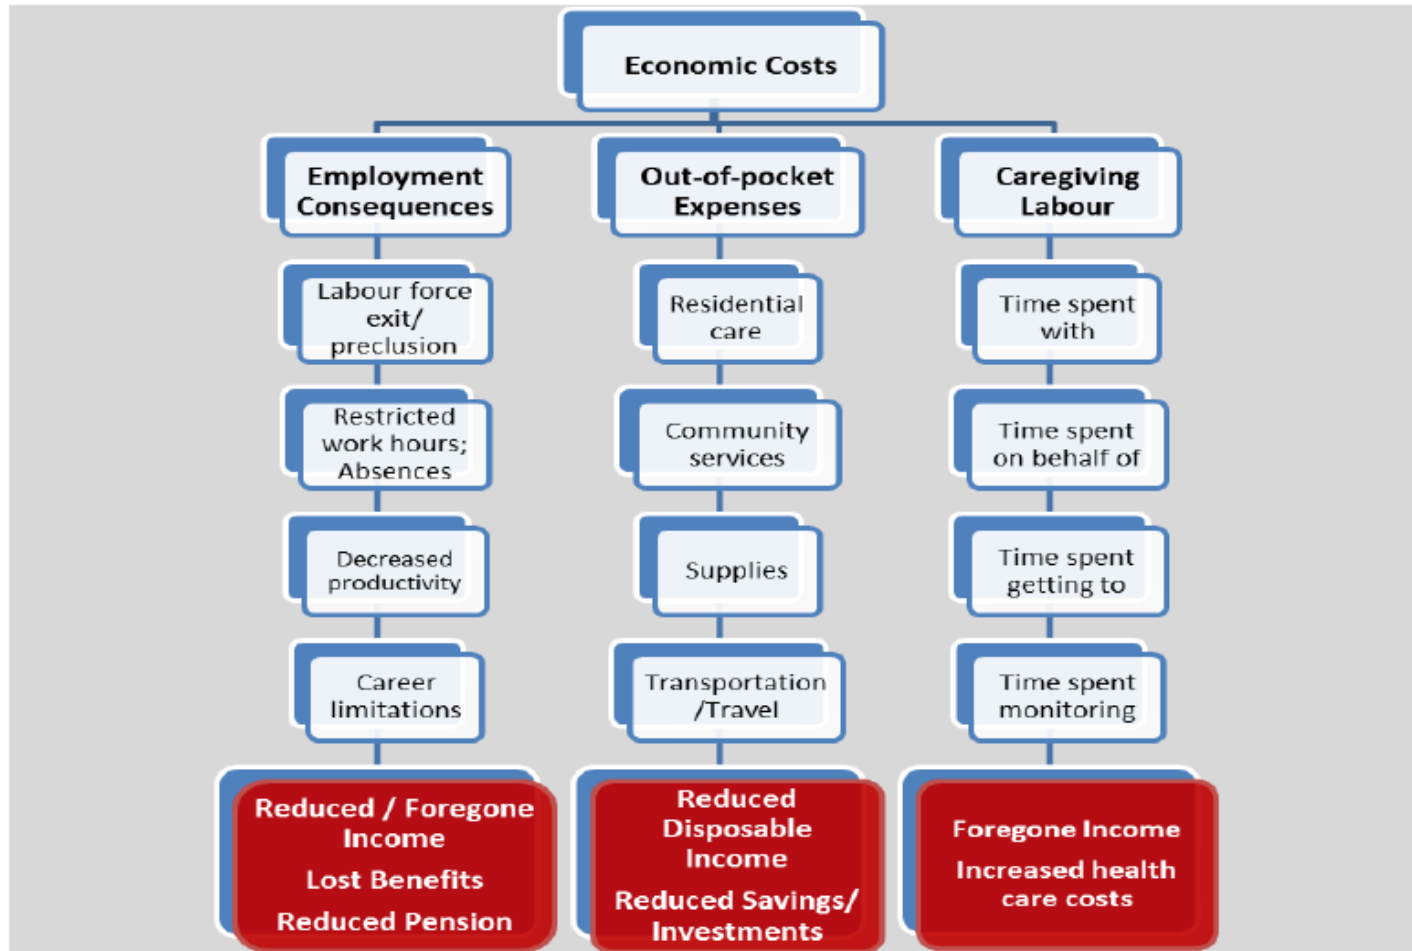 Economic Costs
Employment
Consequences
Labour force
exit/
preclusion
Restricted
work hours;
Absences
Decreased
productivity
Career
limitations
Reduced / Foregone
Income
Lost Benefits
Reduced Pension
Out-of-pocket
Expenses
Residential
care
Community
services
Supplies
Transportation
/Travel
Reduced
Disposable
Income
Reduced Savings/
Investments
Caregiving
Labour
Time spent
with
Time spent
on behalf of
Time spent
getting to
Time spent
monitoring
Foregone Income
Increased health
care costs